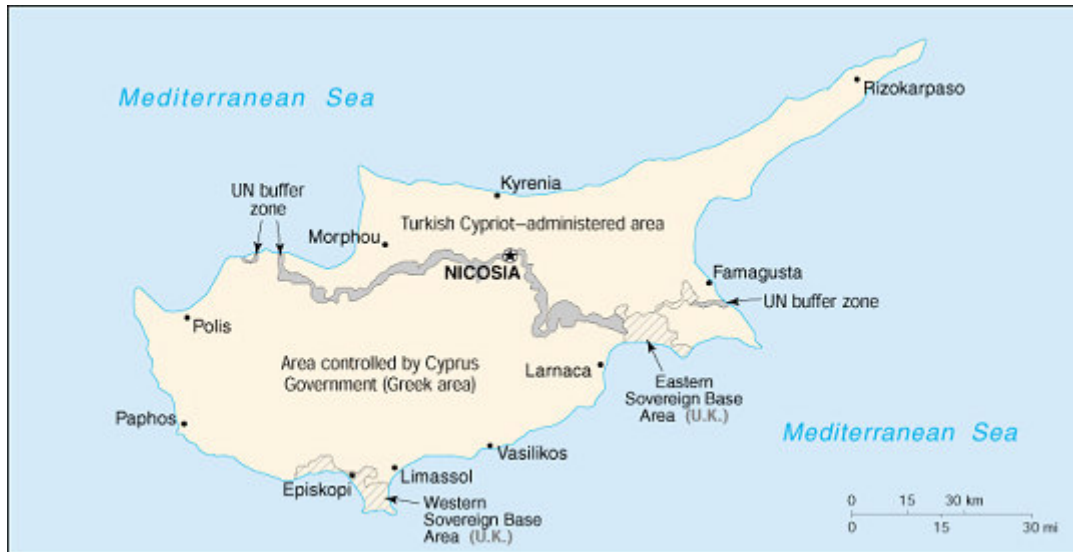 Mediterranean Sea
Rizokarpaso
Kyrenia
UN buffer
zone
Turkish Cypriot–administered area
Morphou
NICOSIA
Famagusta
UN buffer zone
Polis
Area controlled by Cyprus
Government (Greek area)
Larnaca
Eastern
Sovereign Base
Area (U.K.)
Paphos
Mediterranean Sea
Vasilikos
Limassol
Episkopi
Western
Sovereign Base
Area (U.K.)
0 15 30 km
0 15 30 mi